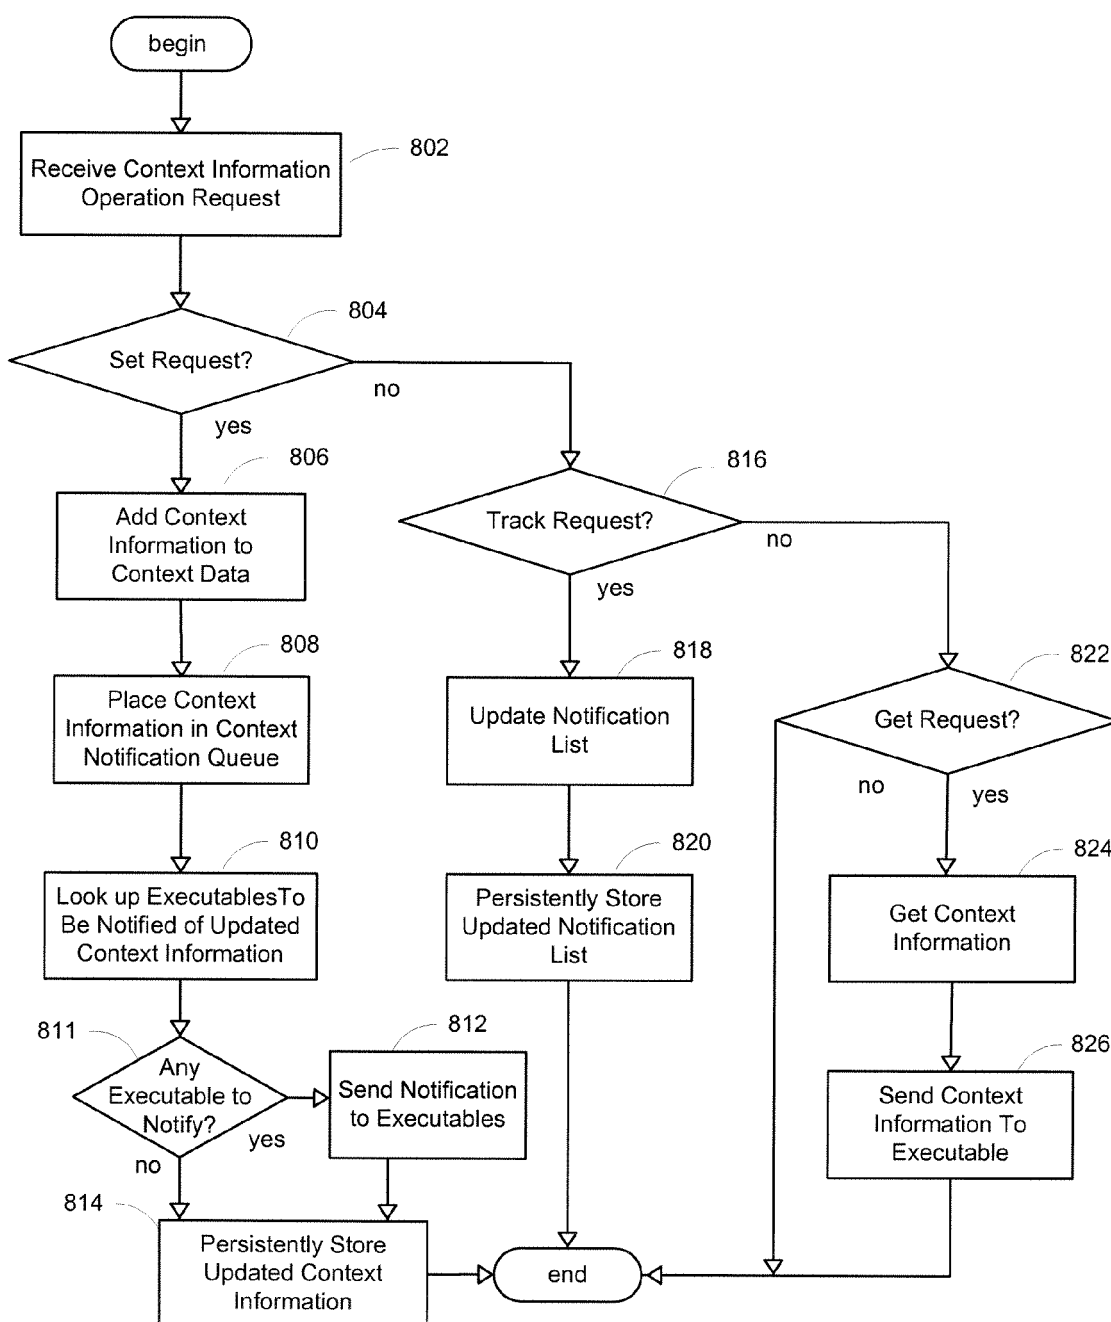 begin
802
Receive Context Information
Operation Request
804
Set Request?
no
yes
806
Add Context
Information to
Context Data
808
Place Context
Information in Context
Notification Queue
810
Look up ExecutablesTo
Be Notified of Updated
Context Information
811
Any
Executable to
Notify?
yes
no
812
Send Notification
to Executables
814
Persistently Store
Updated Context
Information
816
Track Request?
no
yes
818
Update Notification
List
820
Persistently Store
Updated Notification
List
822
Get Request?
no
yes
824
Get Context
Information
826
Send Context
Information To
Executable
end